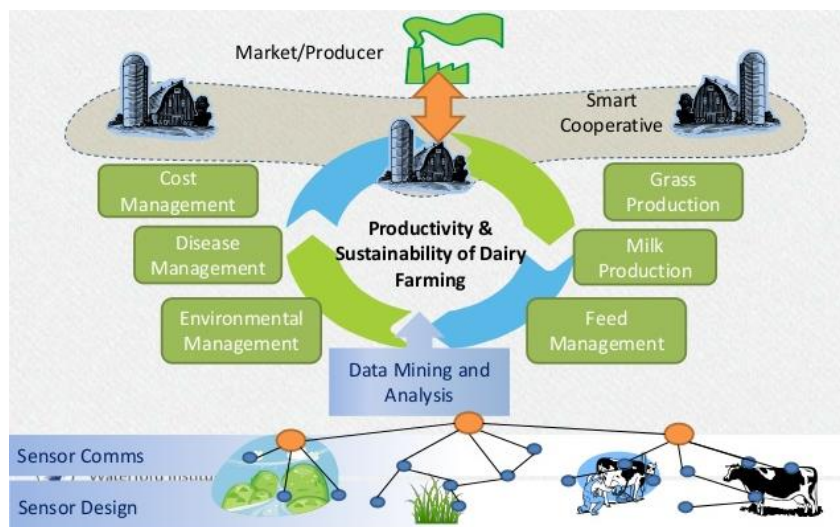 Market/Producer
Smart
Cooperative
Cost
Management
Grass
Production
Productivity &
Sustainability of Dairy
Farming
Disease
Management
Milk
Production
Environmental
Management
Feed
Management
Data Mining and
Analysis
Sensor Comms
Sensor Design